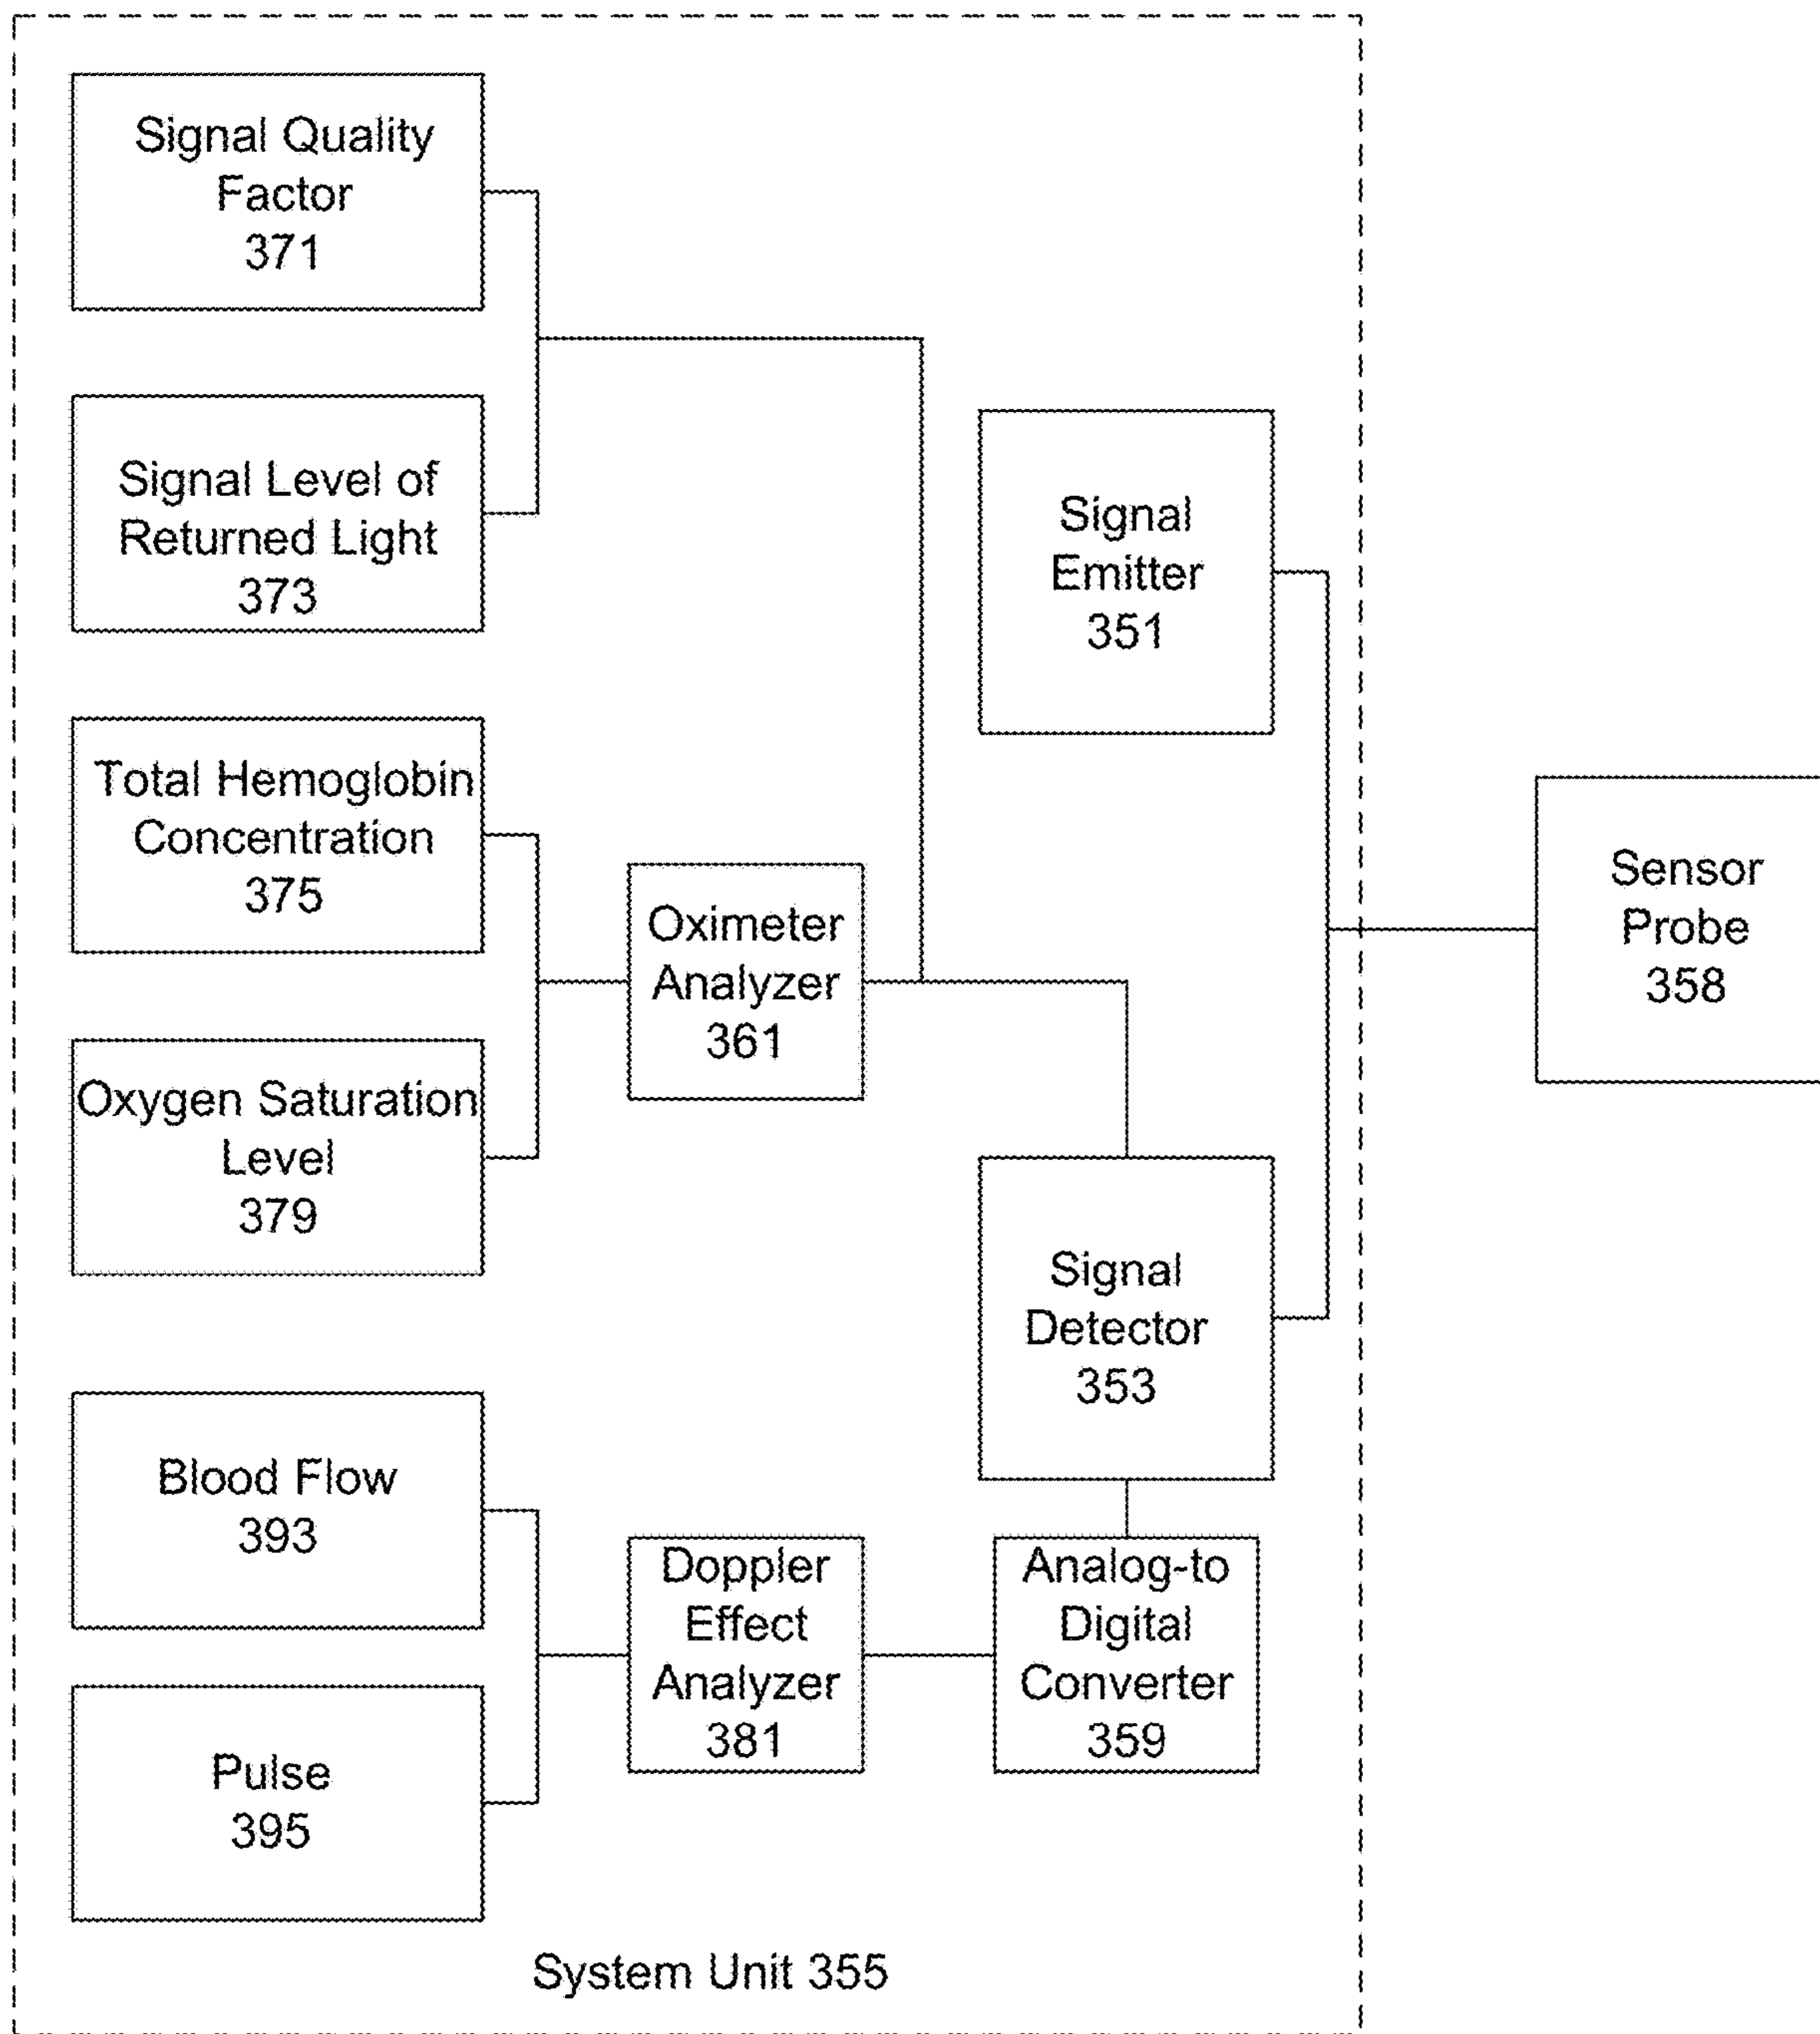 Signal Quality
Factor
371
Signal Level of
Returned Light
373
Signal
Emitter
351
Total Hemoglobin
Concentration
375
Sensor
Probe
358
Oximeter
Analyzer
361
Oxygen Saturation
Level
379
Signal
Detector
353
Blood Flow
393
Doppler
Effect
Analyzer
381
Analog-to
Digital
Converter
359
Pulse
395
System Unit 355